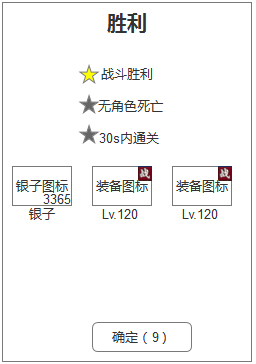 胜利
战斗胜利
无角色死亡
30s内通关
银子图标
3365
银子
装备图标
战
Lv.120
装备图标
战
Lv.120
确定（9）